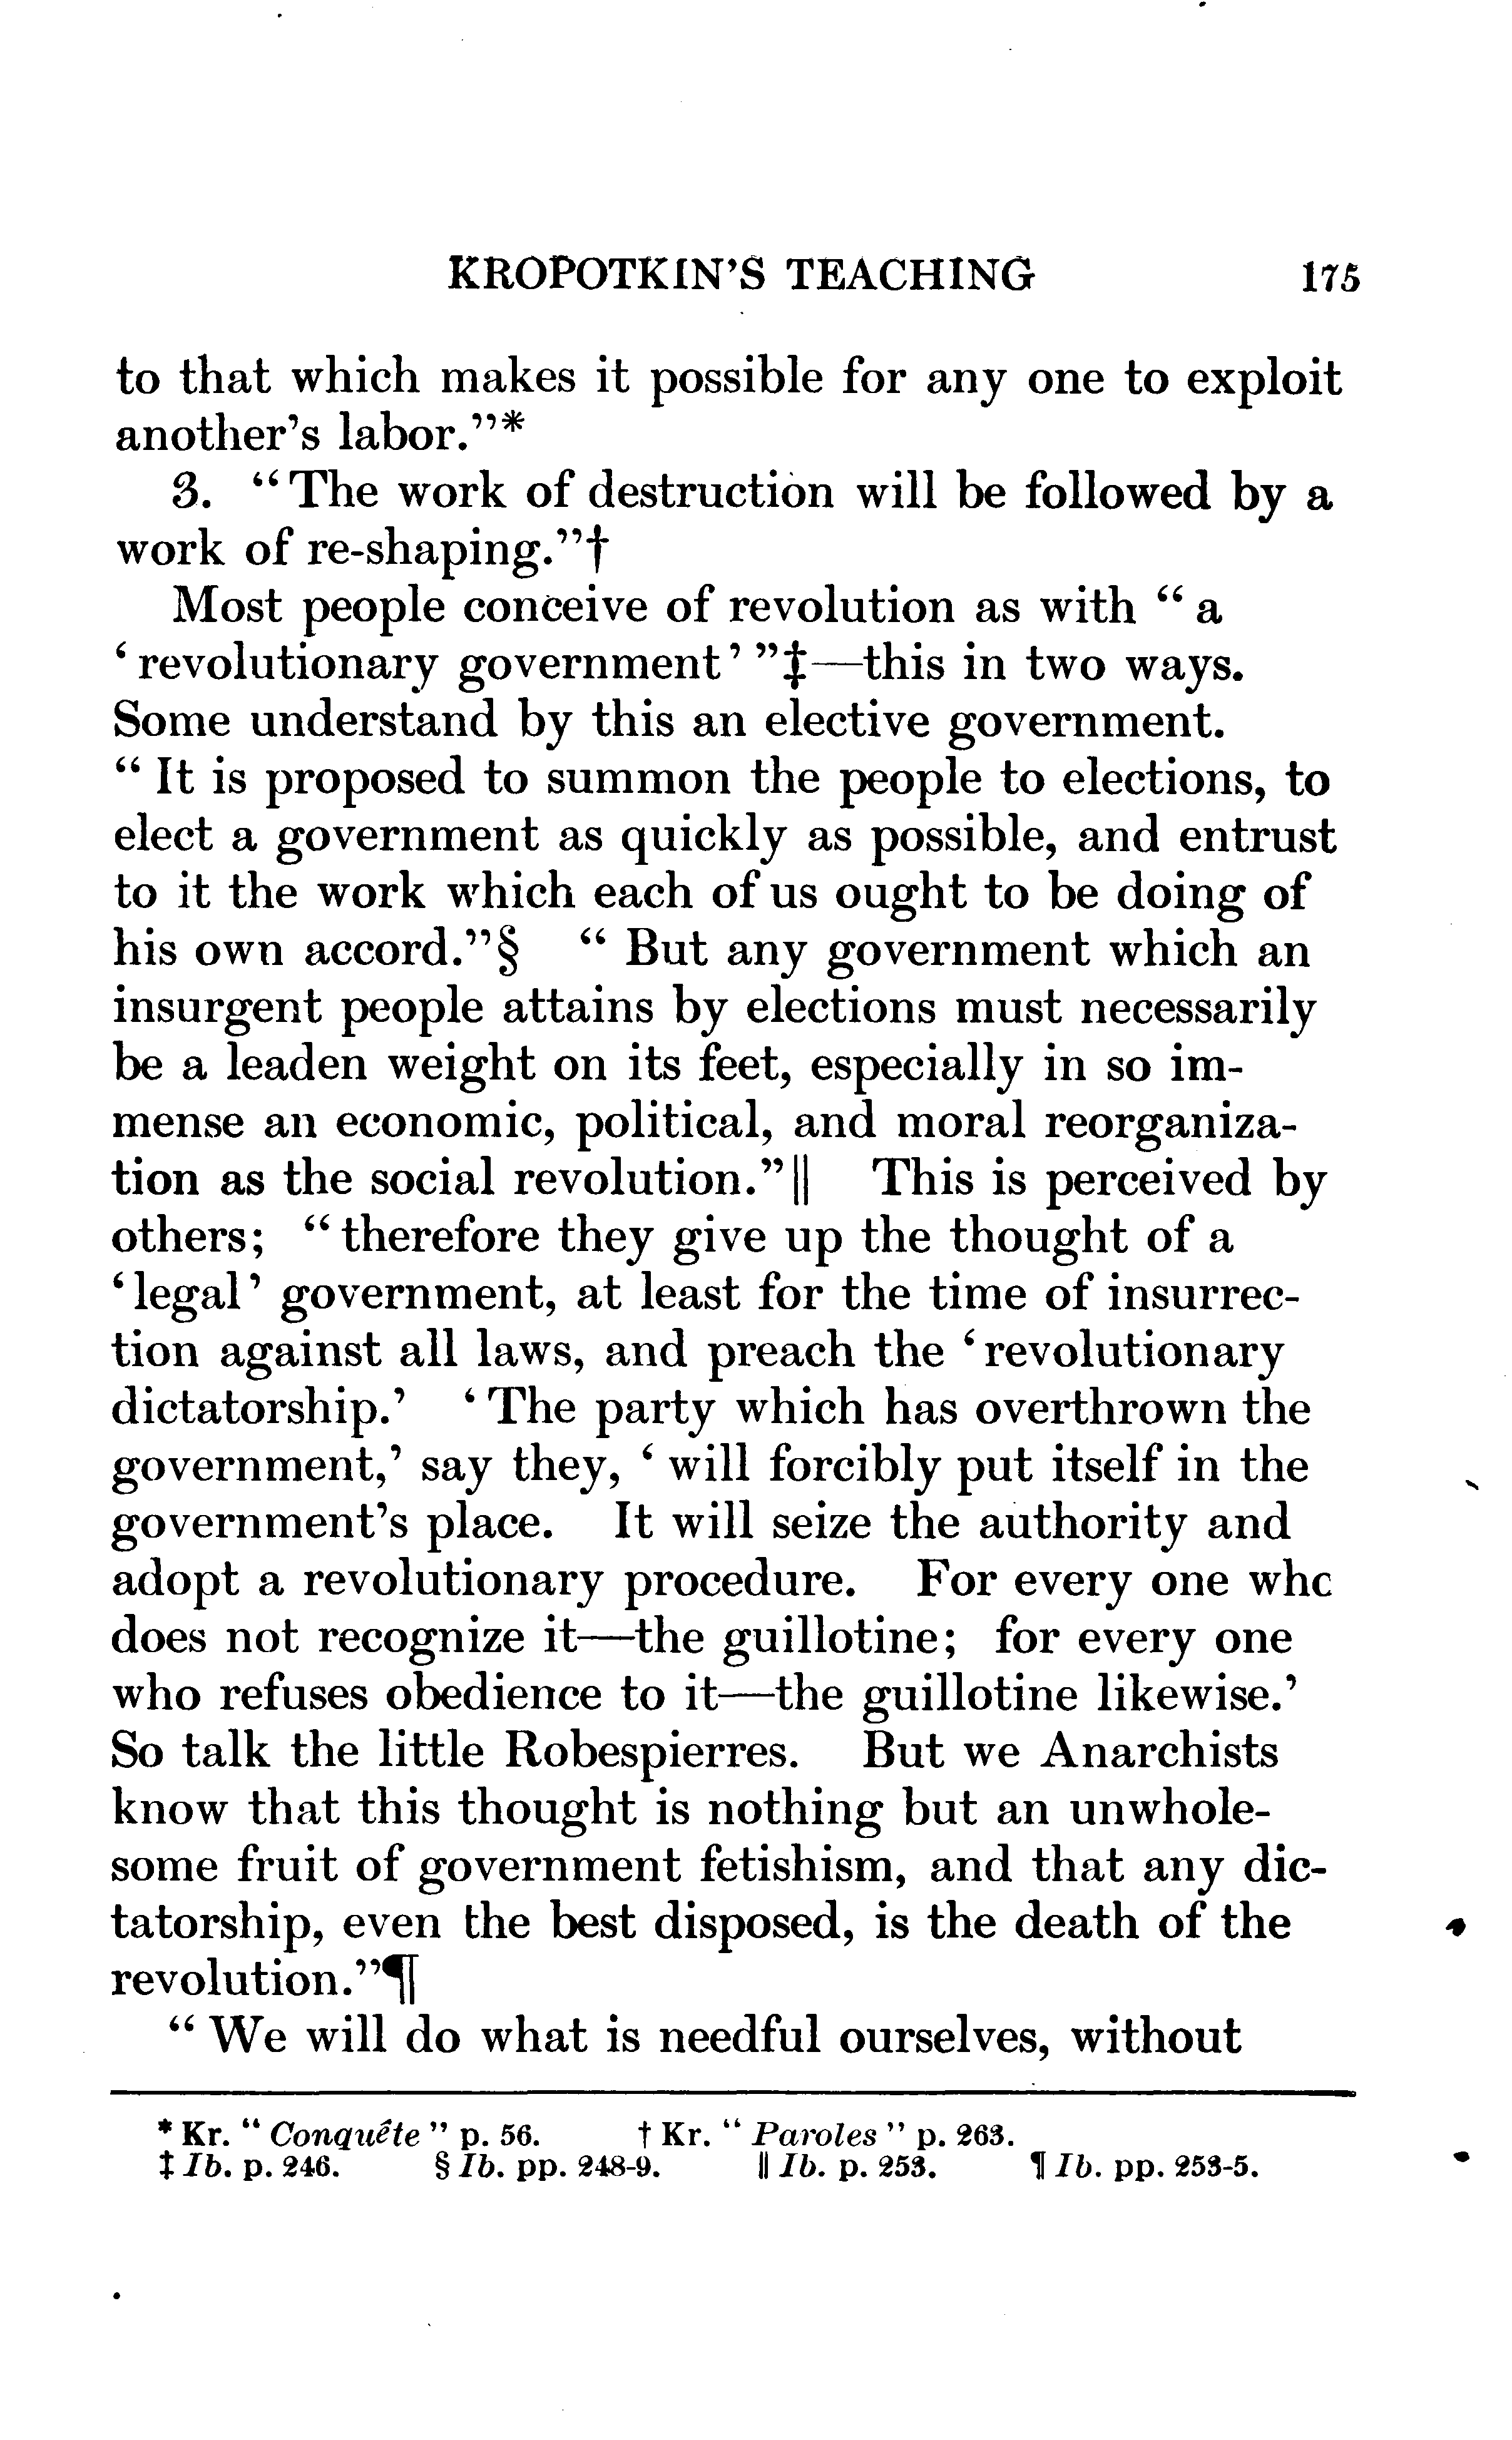 KROPOTKIN'S TEACHING 175
to that which makes it possible for any one to exploit
another's labor."*
3. "The work of destruction will be followed by a
work of re-shaping."†
Most people conceive of revolution as with " a
' revolutionary government ' "‡—this in two ways.
Some understand by this an elective government.
" It is proposed to summon the people to elections, to
elect a government as quickly as possible, and entrust
to it the work which each of us ought to be doing of
his own accord."§ " But any government which an
insurgent people attains by elections must necessarily
be a leaden weight on its feet, especially in so im-
mense an economic, political, and moral reorganiza-
tion as the social revolution."‖ This is perceived by
others; " therefore they give up the thought of a
' legal ' government, at least for the time of insurrec-
tion against all laws, and preach the ' revolutionary
dictatorship.' ' The party which has overthrown the
government,' say they, ' will forcibly put itself in the
government's place. It will seize the authority and
adopt a revolutionary procedure. For every one whc
does not recognize it—the guillotine; for every one
who refuses obedience to it—the guillotine likewise.'
So talk the little Robespierres. But we Anarchists
know that this thought is nothing but an unwhole-
some fruit of government fetishism, and that any dic-
tatorship, even the best disposed, is the death of the
revolution."¶
" We will do what is needful ourselves, without
* Kr. " Conquête " p. 56. † Kr. " Paroles " p. 263.
‡ Ib. p. 246. § Ib. pp. 248-9. ‖ Ib. p. 253. ¶ Ib. pp. 253-5.